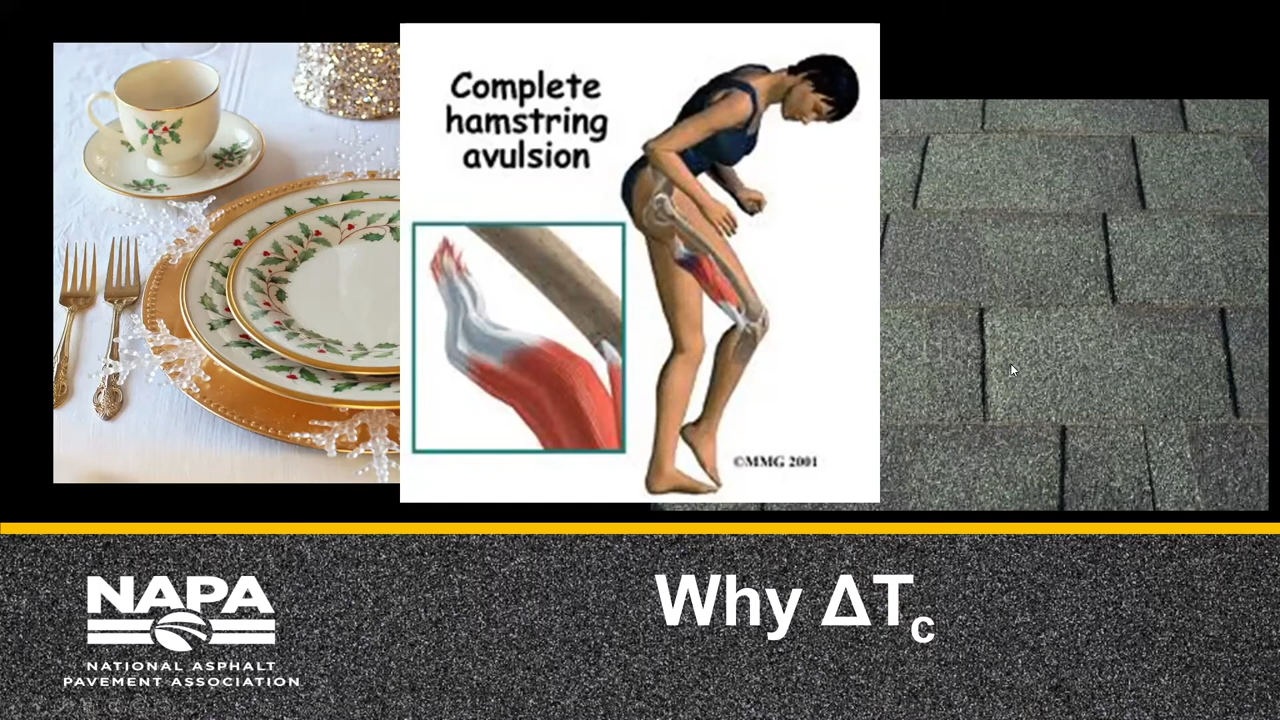 Complete
hamstring
avulsion
©MMG 2001
NAPA
NATIONAL ASPHALT
PAVEMENT ASSOCIATION
Why ΔTc